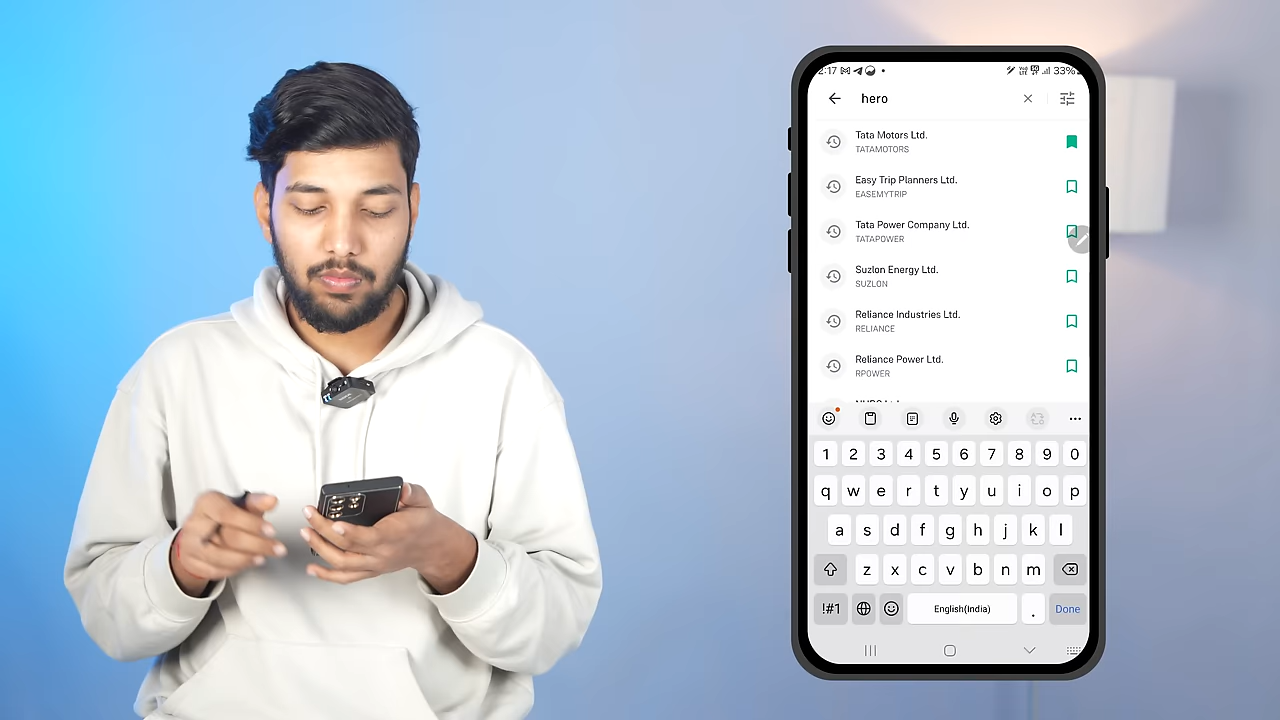 2:17
33%
hero
Tata Motors Ltd.
TATAMOTORS
Easy Trip Planners Ltd.
EASEMYTRIP
Tata Power Company Ltd.
TATAPOWER
Suzlon Energy Ltd.
SUZLON
Reliance Industries Ltd.
RELIANCE
Reliance Power Ltd.
RPOWER
1 2 3 4 5 6 7 8 9 0
q w e r t y u i o p
a s d f g h j k l
z x c v b n m
!#1 English(India) . Done